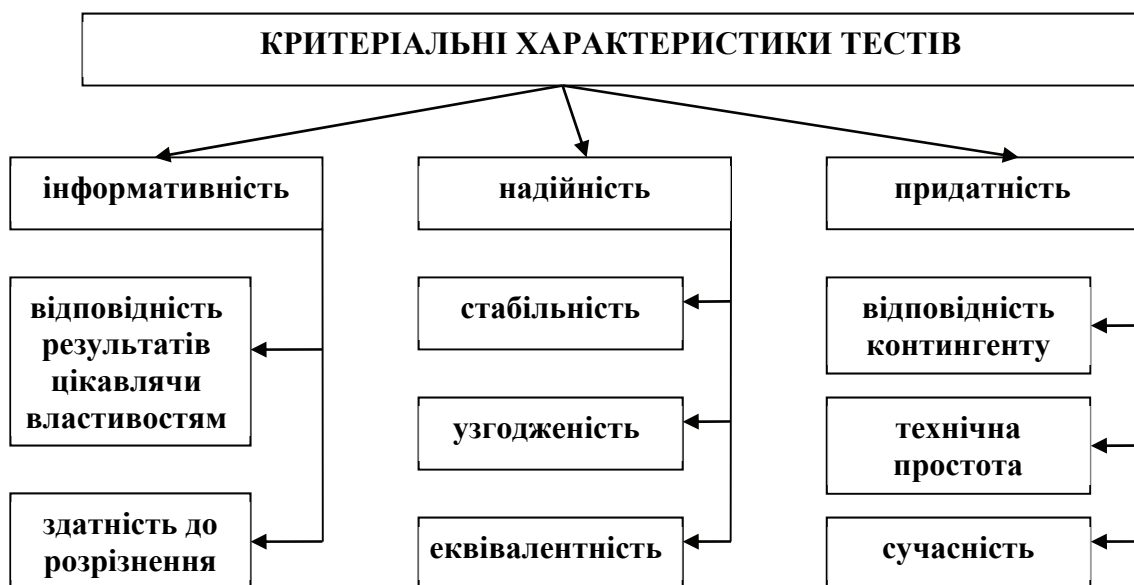 КРИТЕРІАЛЬНІ ХАРАКТЕРИСТИКИ ТЕСТІВ
інформативність
надійність
придатність
відповідність
результатів
цікавлячи
властивостям
стабільність
відповідність
контингенту
узгодженість
технічна
простота
здатність до
розрізнення
еквівалентність
сучасність